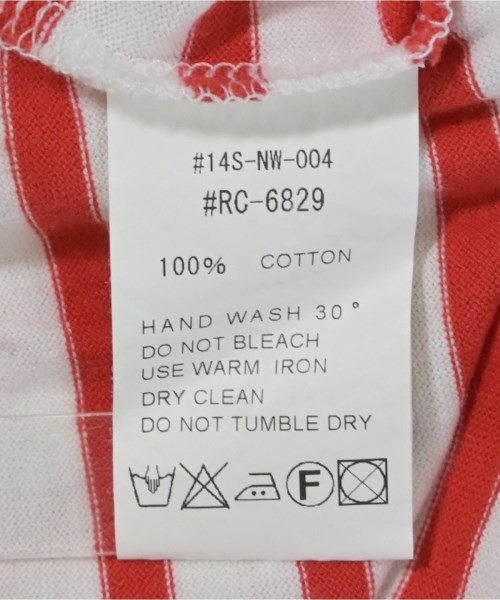 #14S-NW-004
#RC-6829
100% COTTON
HAND WASH 30°
DO NOT BLEACH
USE WARM IRON
DRY CLEAN
DO NOT TUMBLE DRY
F